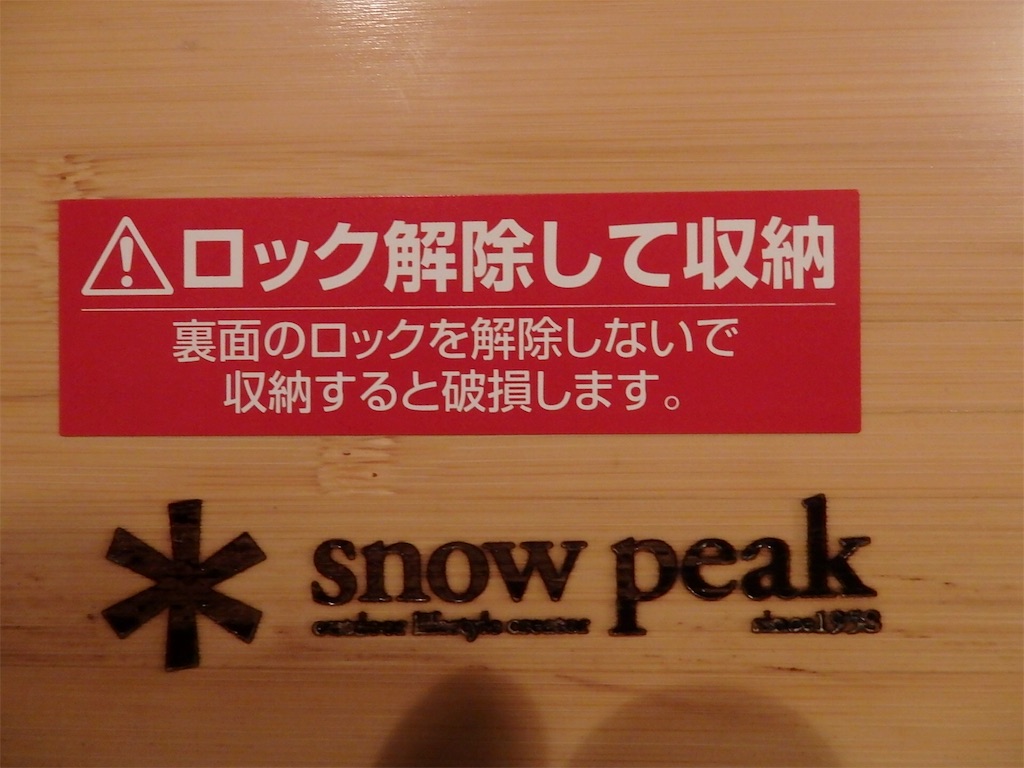 ロック解除して収納
裏面のロックを解除しないで
収納すると破損します。
snow peak
outdoor lifestyle creator since1958